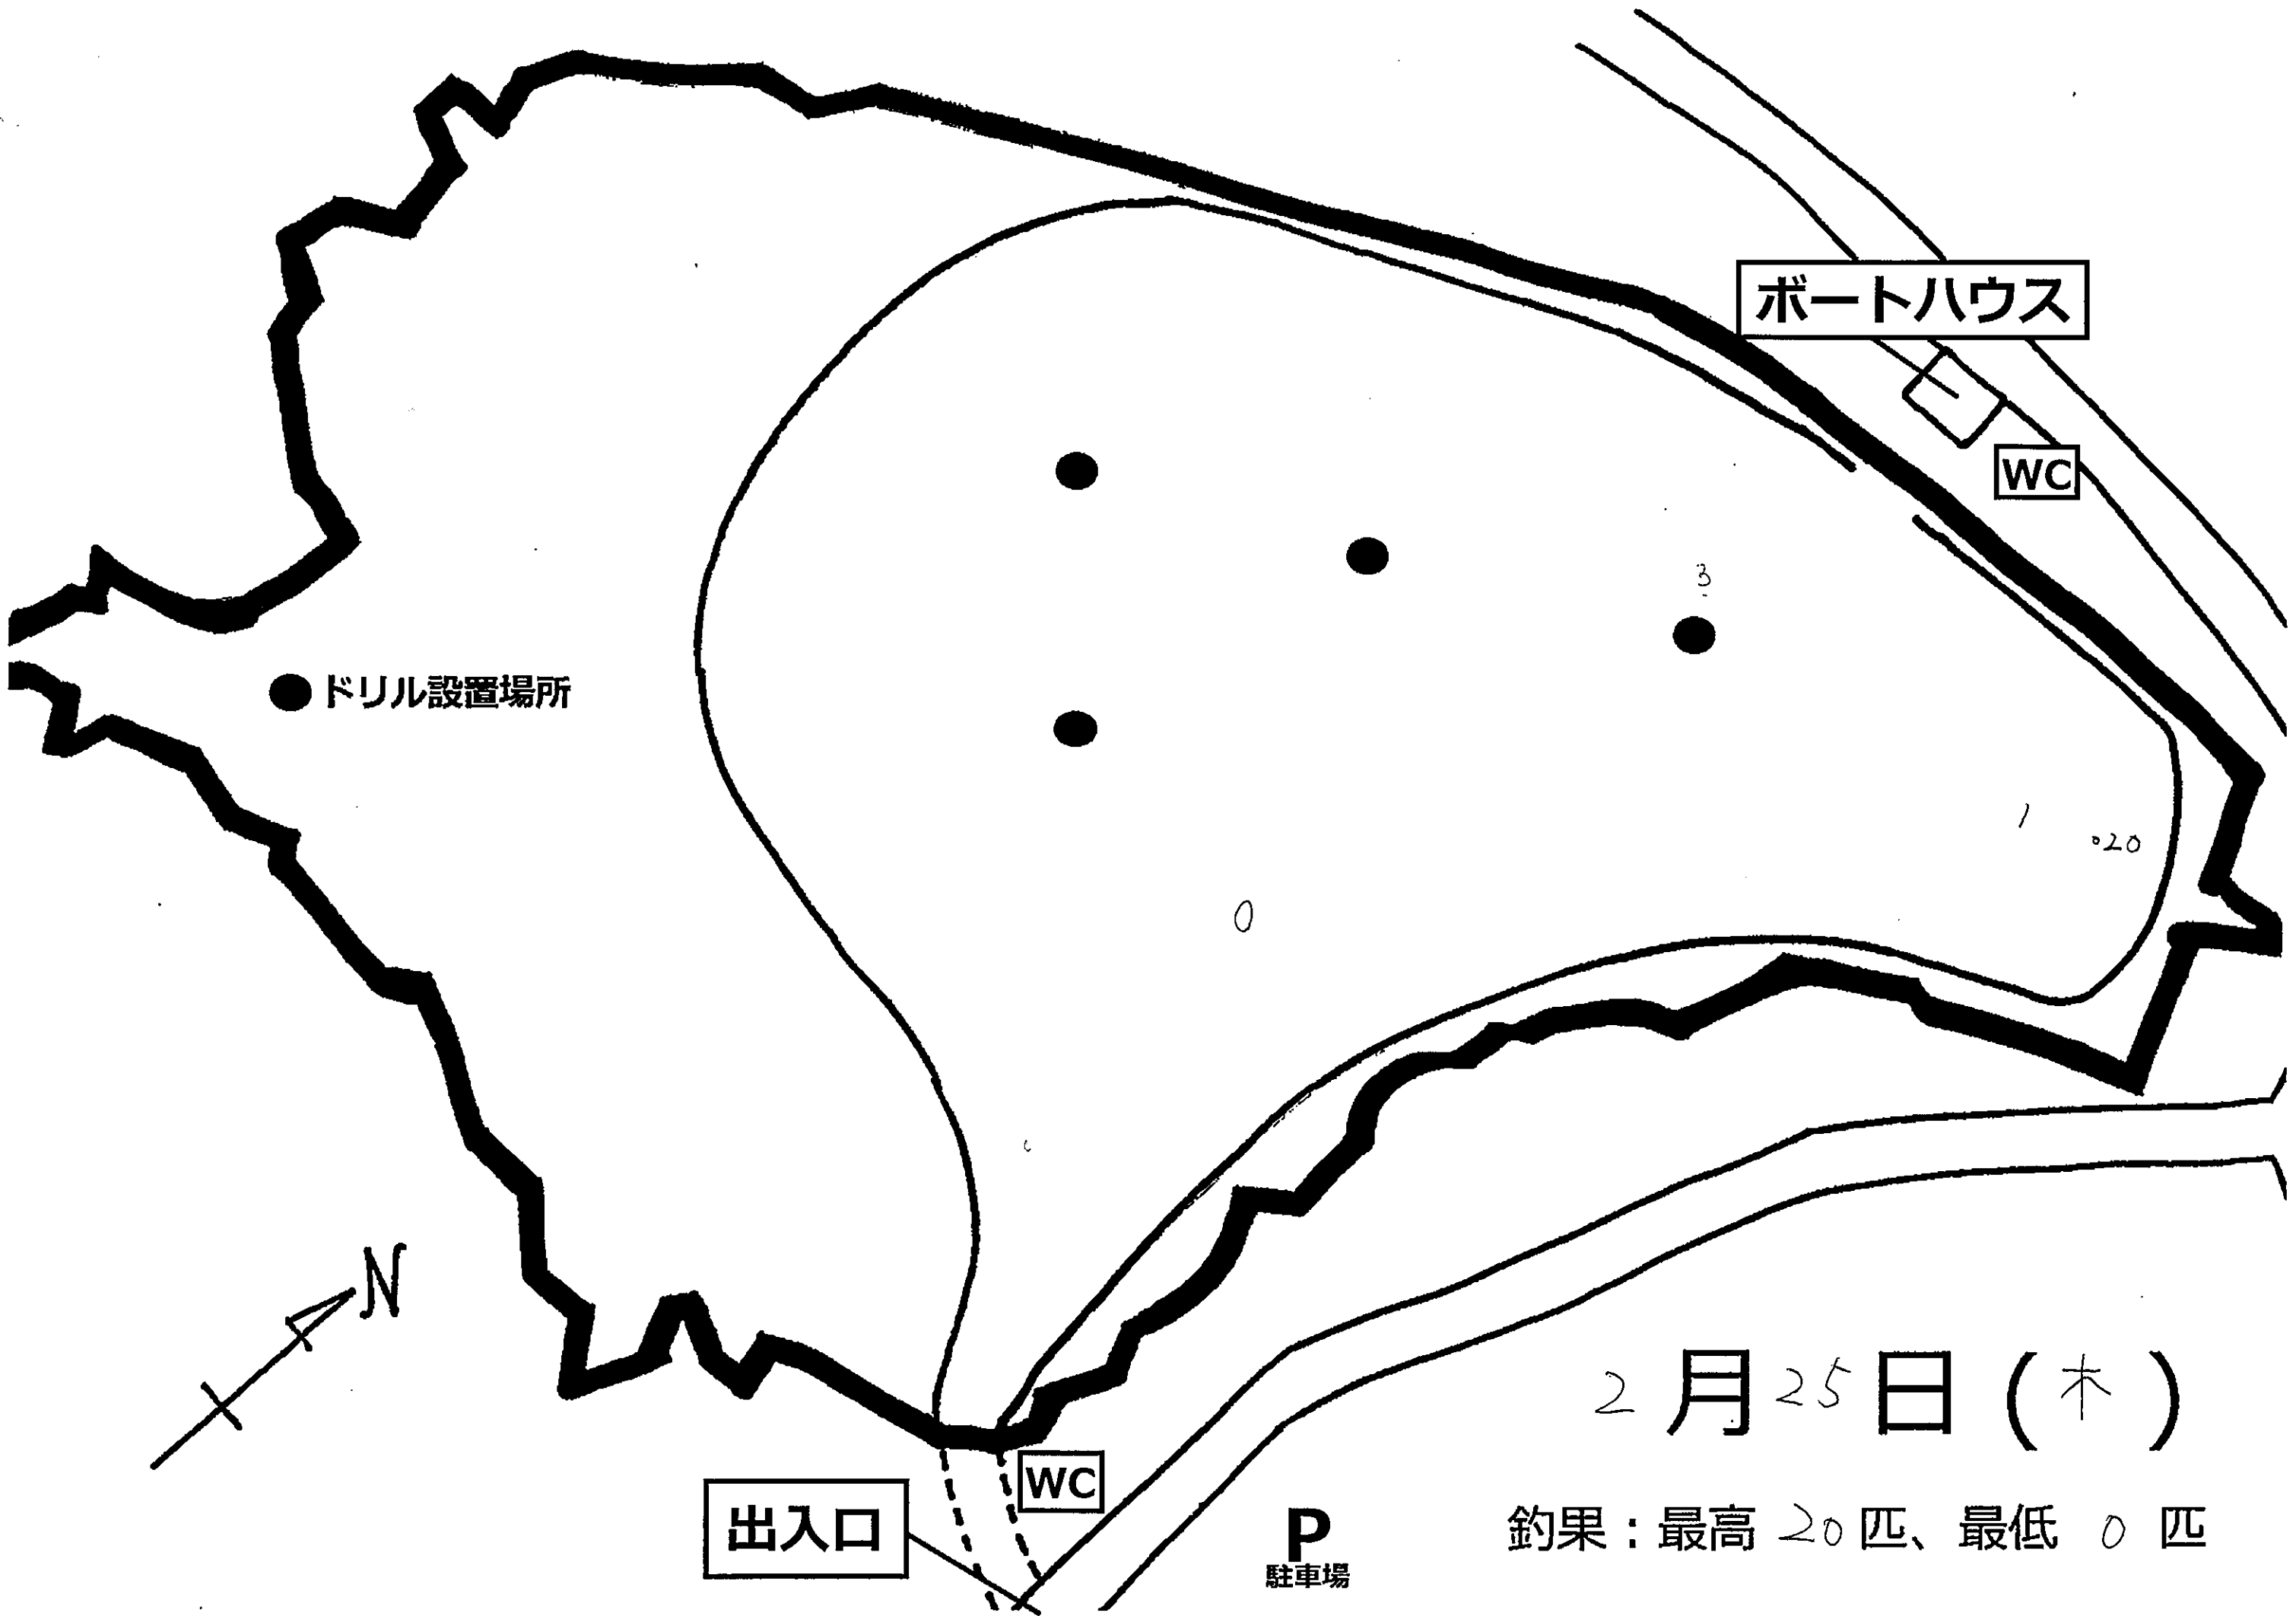 ボートハウス
WC
3
ドリル設置場所
1
20
0
N
2月25日(木)
WC
出入口
P
駐車場
釣果:最高 20匹、最低 0匹